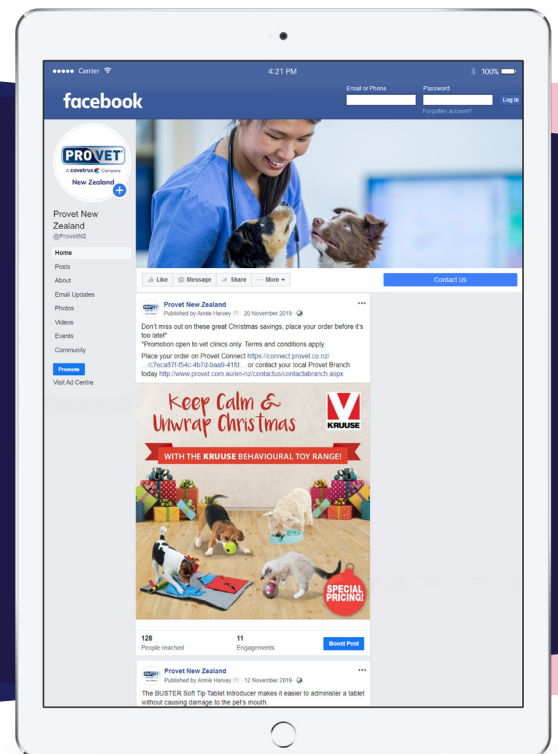 Carrier
4:21 PM
100%
facebook
Email or Phone
Password
Log In
Forgotten account?
PROVET
A covetrus Company
New Zealand
Provet New
Zealand
@ProvetNZ
Home
Posts
About
Email Updates
Photos
Videos
Events
Community
Promote
Visit Ad Centre
Like
Message
Share
More
Contact Us
Provet New Zealand
Published by Annie Harvey · 20 November 2019 ·
Don't miss out on these great Christmas savings, place your order before it's
too late!*
*Promotion open to vet clinics only. Terms and conditions apply.
Place your order on Provet Connect https://connect.provet.co.nz/
.../c7eca87f-f54c-4b7d-baa9-41fd... or contact your local Provet Branch
today http://www.provet.com.au/en-nz/contactus/contactabranch.aspx
Keep Calm &
Unwrap Christmas
KRUUSE
WITH THE KRUUSE BEHAVIOURAL TOY RANGE!
SPECIAL
PRICING!
128
People reached
11
Engagements
Boost Post
Provet New Zealand
Published by Annie Harvey · 12 November 2019 ·
The BUSTER Soft Tip Tablet Introducer makes it easier to administer a tablet
without causing damage to the pet's mouth.